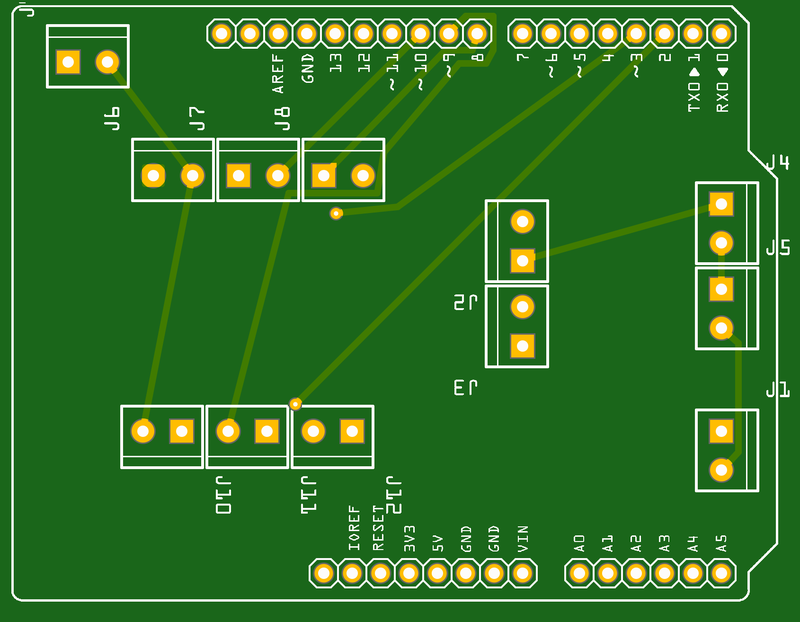 AREF
GND
13
12
~11
~10
~9
8
7
~6
~5
4
~3
2
TX0▶1
RX0◀0
J6
J7
J8
J4
J5
J2
J3
J1
J10
J11
J12
IOREF
RESET
3V3
5V
GND
GND
VIN
A0
A1
A2
A3
A4
A5